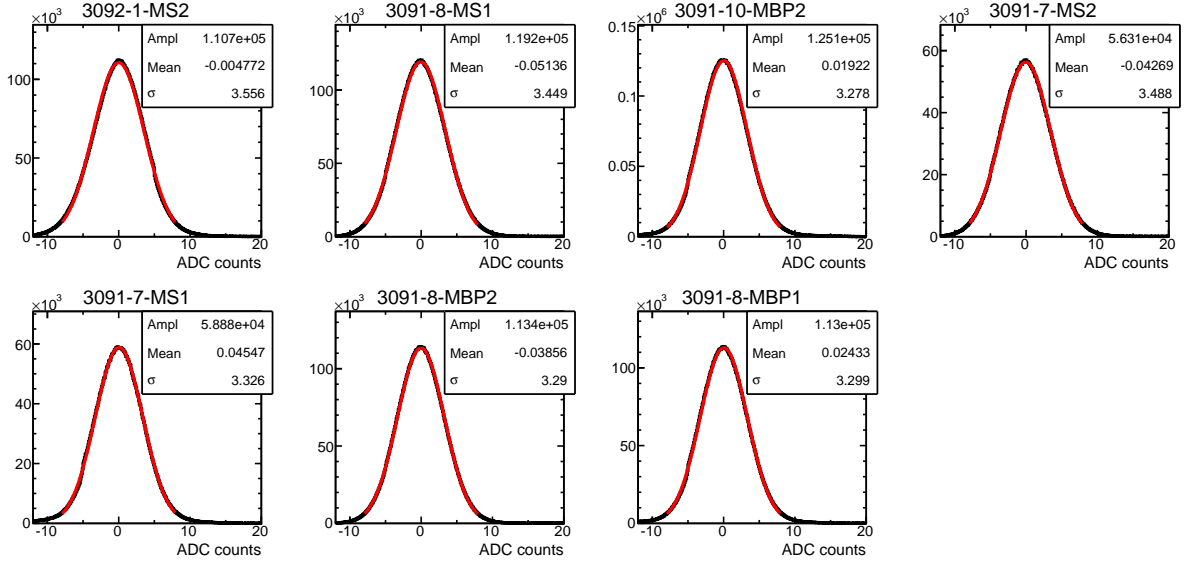 3092-1-MS2
×10³
Ampl 1.107e+05
Mean -0.004772
σ 3.556
100
50
0
-10 0 10 20
ADC counts
3091-8-MS1
×10³
Ampl 1.192e+05
Mean -0.05136
σ 3.449
100
50
0
-10 0 10 20
ADC counts
3091-10-MBP2
×10⁶
Ampl 1.251e+05
Mean 0.01922
σ 3.278
0.15
0.1
0.05
0
-10 0 10 20
ADC counts
3091-7-MS2
×10³
Ampl 5.631e+04
Mean -0.04269
σ 3.488
60
40
20
0
-10 0 10 20
ADC counts
3091-7-MS1
×10³
Ampl 5.888e+04
Mean 0.04547
σ 3.326
60
40
20
0
-10 0 10 20
ADC counts
3091-8-MBP2
×10³
Ampl 1.134e+05
Mean -0.03856
σ 3.29
100
50
0
-10 0 10 20
ADC counts
3091-8-MBP1
×10³
Ampl 1.13e+05
Mean 0.02433
σ 3.299
100
50
0
-10 0 10 20
ADC counts